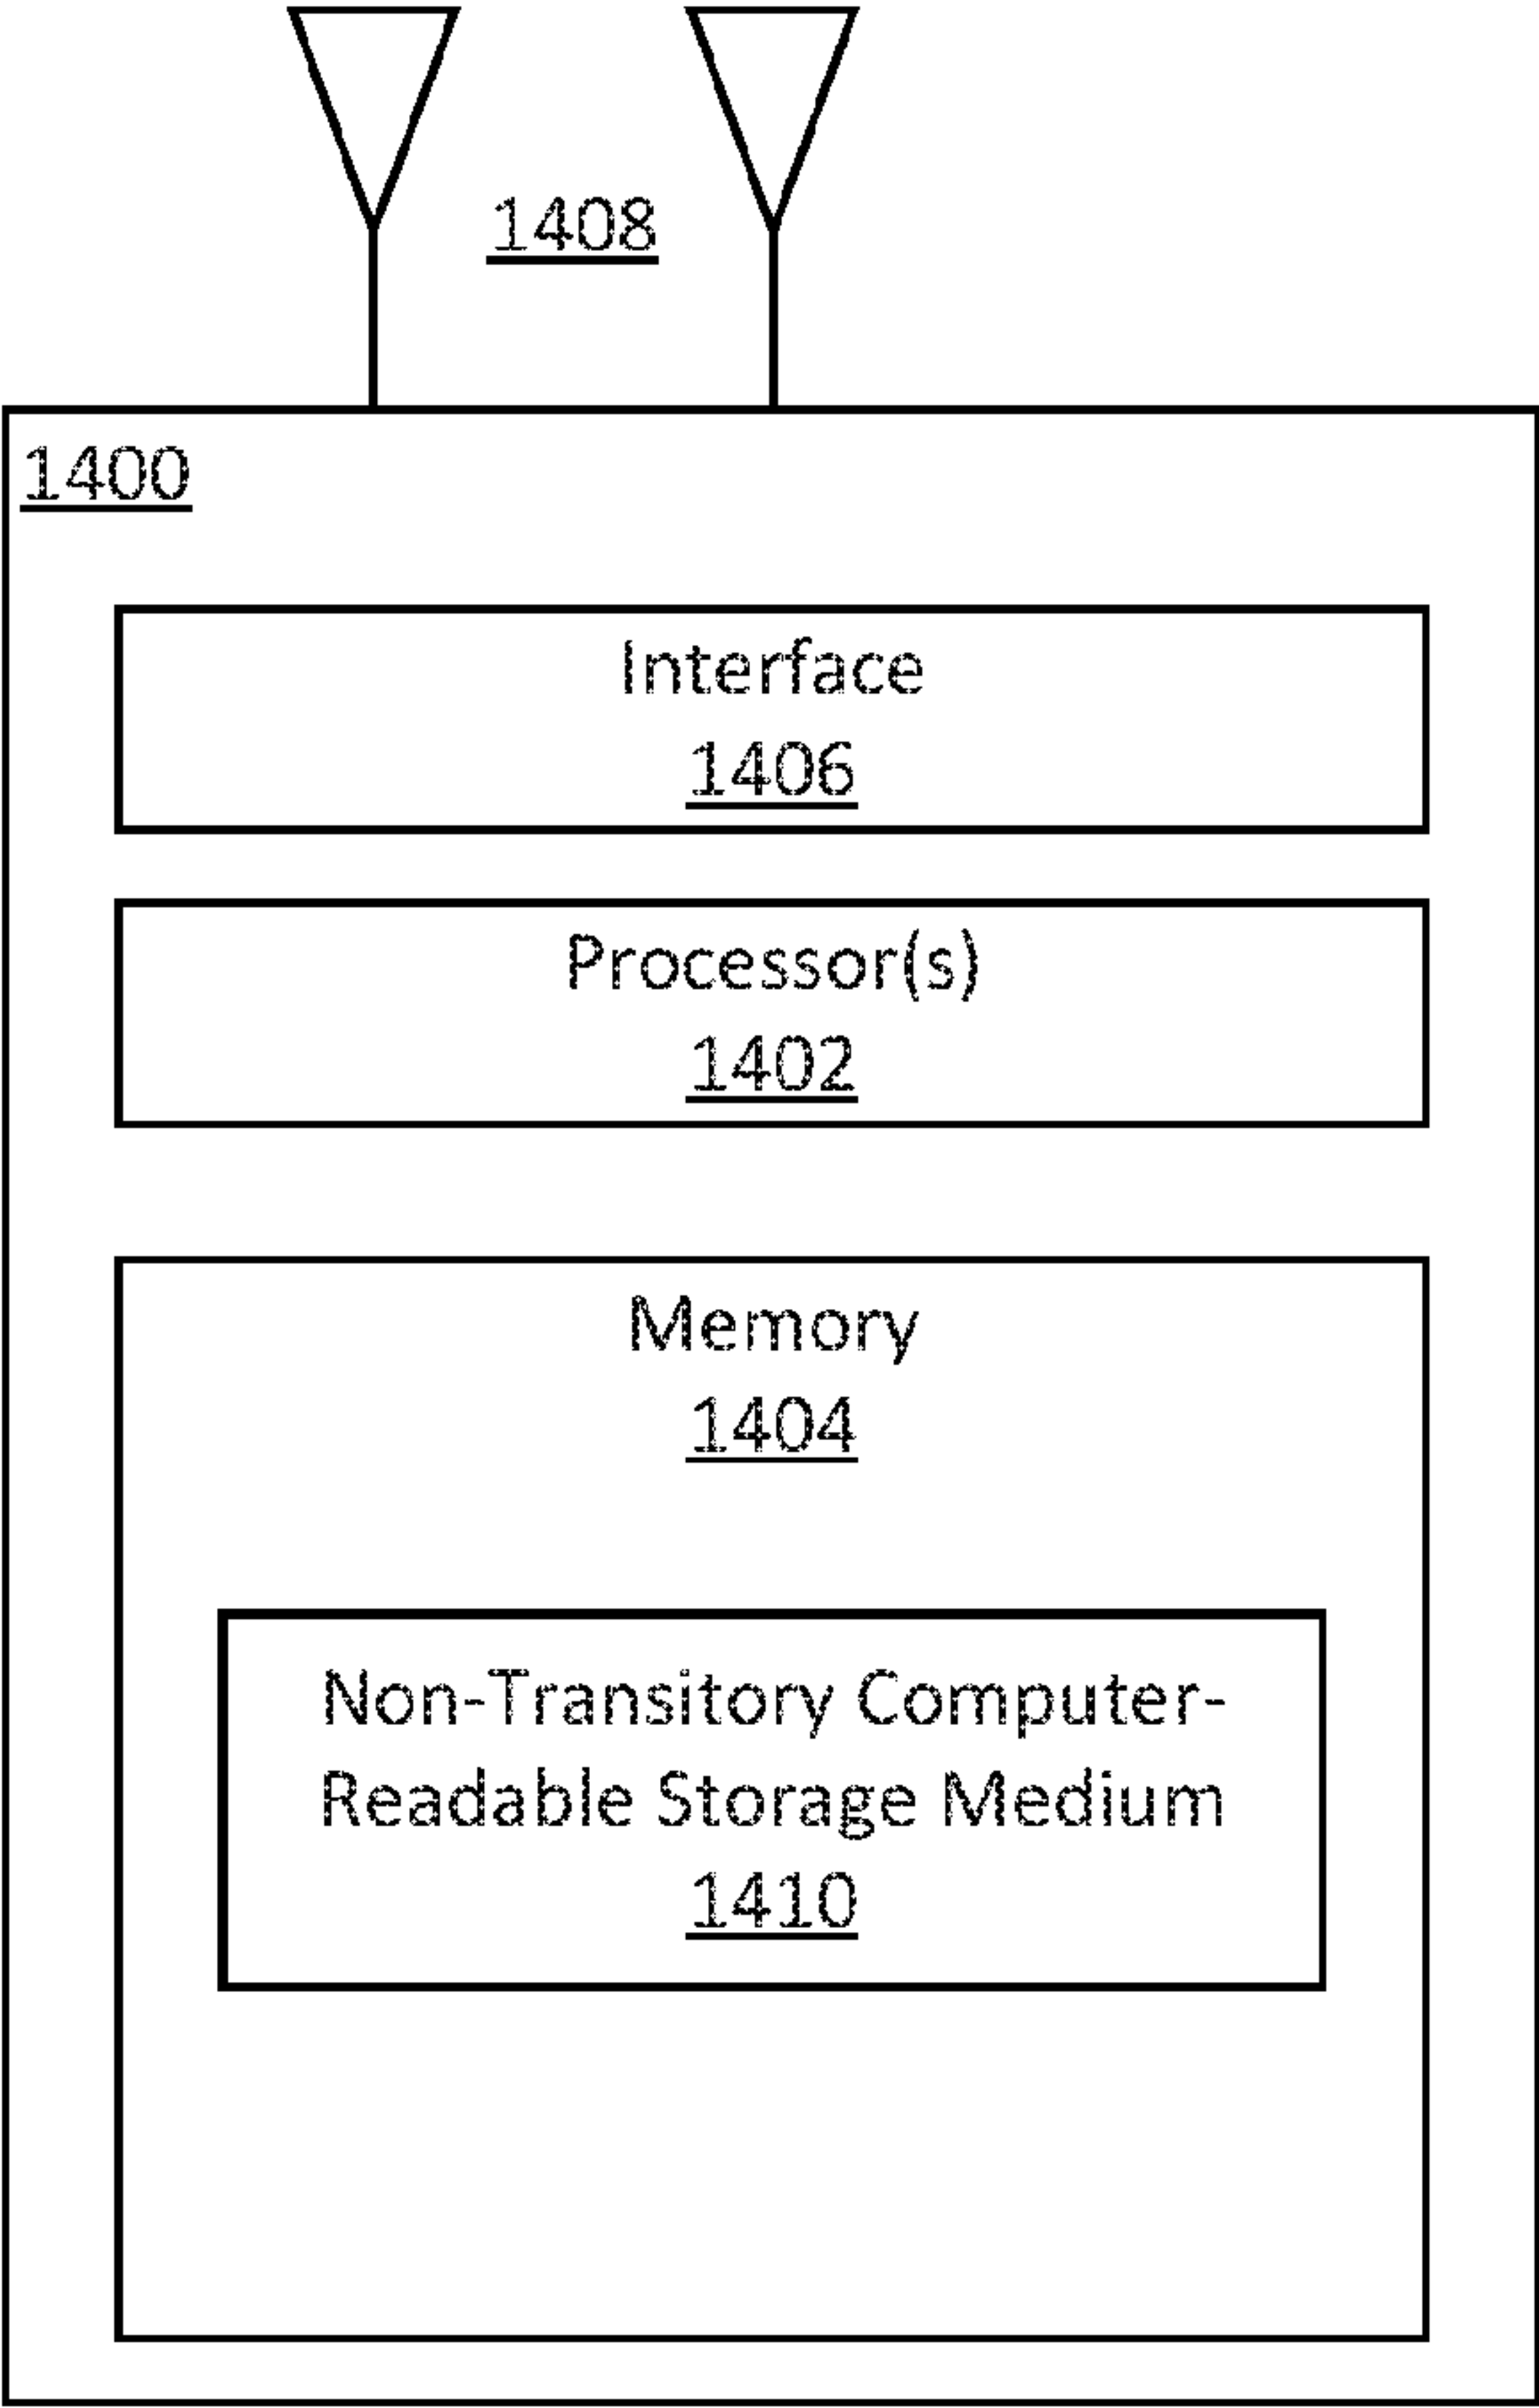 1408
1400
Interface
1406
Processor(s)
1402
Memory
1404
Non-Transitory Computer-
Readable Storage Medium
1410